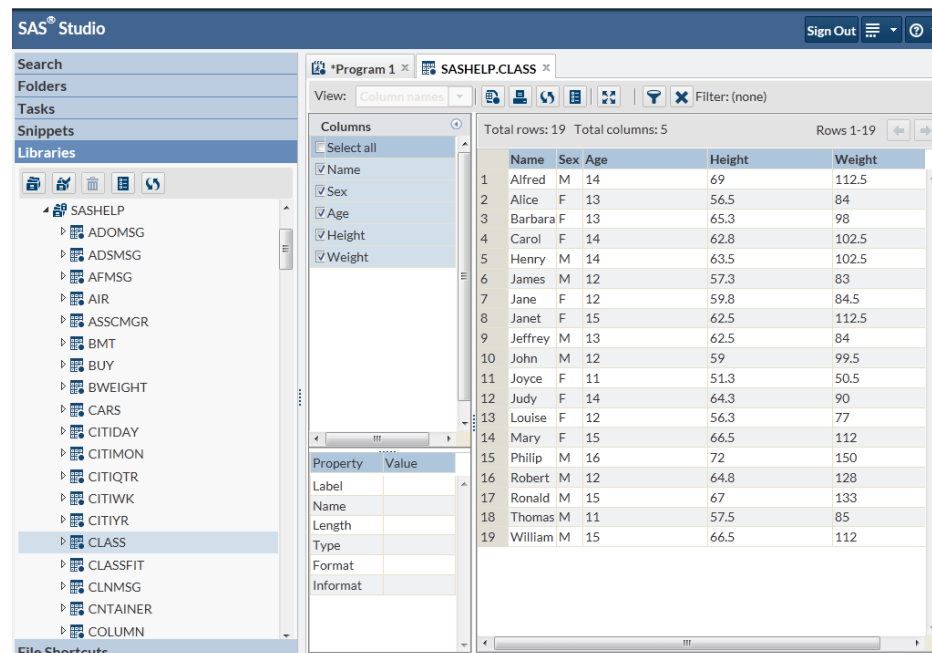 SAS® Studio
Sign Out
Search
Folders
Tasks
Snippets
Libraries
SASHELP
ADOMSG
ADSMSG
AFMSG
AIR
ASSCMGR
BMT
BUY
BWEIGHT
CARS
CITIDAY
CITIMON
CITIQTR
CITIWK
CITIYR
CLASS
CLASSFIT
CLNMSG
CNTAINER
COLUMN
File Shortcuts
*Program 1 × SASHELP.CLASS ×
View: Column names Filter: (none)
Columns
Select all
Name
Sex
Age
Height
Weight
Property Value
Label
Name
Length
Type
Format
Informat
Total rows: 19 Total columns: 5 Rows 1-19
Name Sex Age Height Weight
1 Alfred M 14 69 112.5
2 Alice F 13 56.5 84
3 Barbara F 13 65.3 98
4 Carol F 14 62.8 102.5
5 Henry M 14 63.5 102.5
6 James M 12 57.3 83
7 Jane F 12 59.8 84.5
8 Janet F 15 62.5 112.5
9 Jeffrey M 13 62.5 84
10 John M 12 59 99.5
11 Joyce F 11 51.3 50.5
12 Judy F 14 64.3 90
13 Louise F 12 56.3 77
14 Mary F 15 66.5 112
15 Philip M 16 72 150
16 Robert M 12 64.8 128
17 Ronald M 15 67 133
18 Thomas M 11 57.5 85
19 William M 15 66.5 112